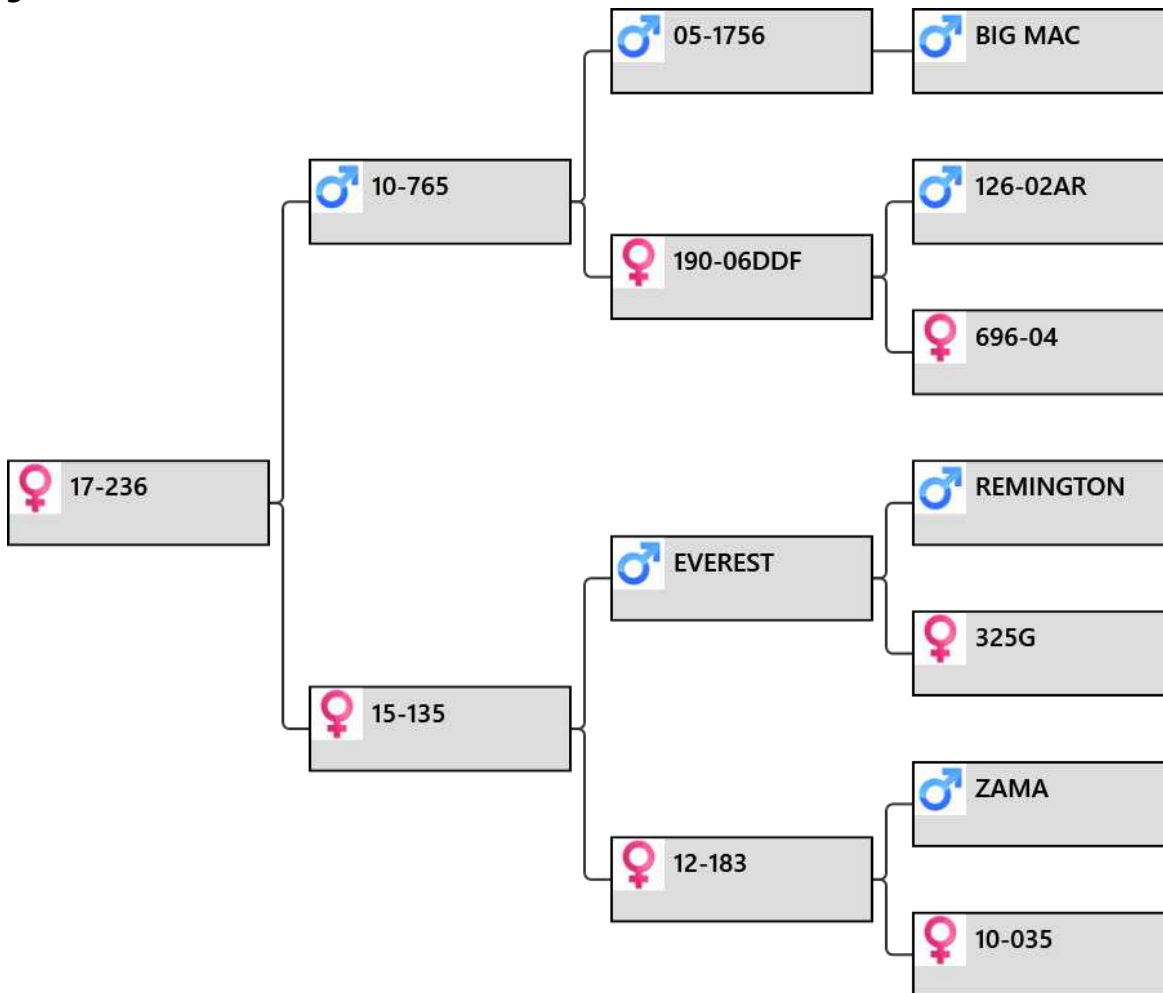 05-1756
BIG MAC
10-765
126-02AR
190-06DDF
696-04
17-236
REMINGTON
EVEREST
325G
15-135
ZAMA
12-183
10-035